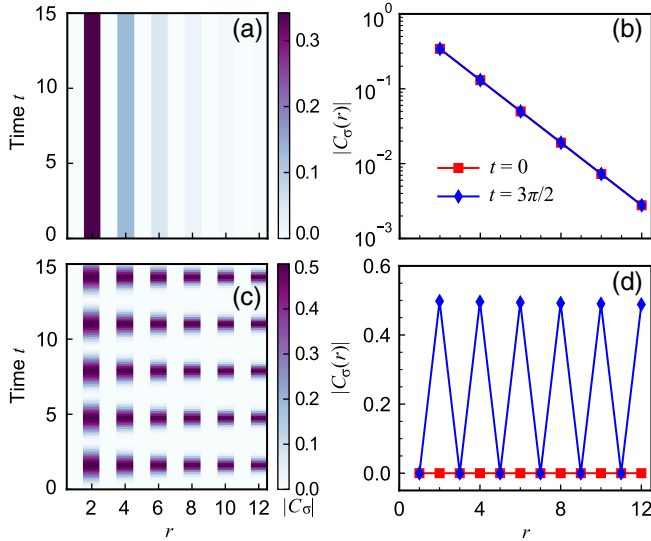 (a)
Time t
15
10
5
0
0.3
0.2
0.1
0.0
(b)
|Cσ(r)|
10⁰
10⁻¹
10⁻²
10⁻³
t = 0
t = 3π/2
(c)
Time t
15
10
5
0
2 4 6 8 10 12
r
0.5
0.4
0.3
0.2
0.1
0.0
|Cσ|
(d)
|Cσ(r)|
0.6
0.4
0.2
0.0
0 4 8 12
r